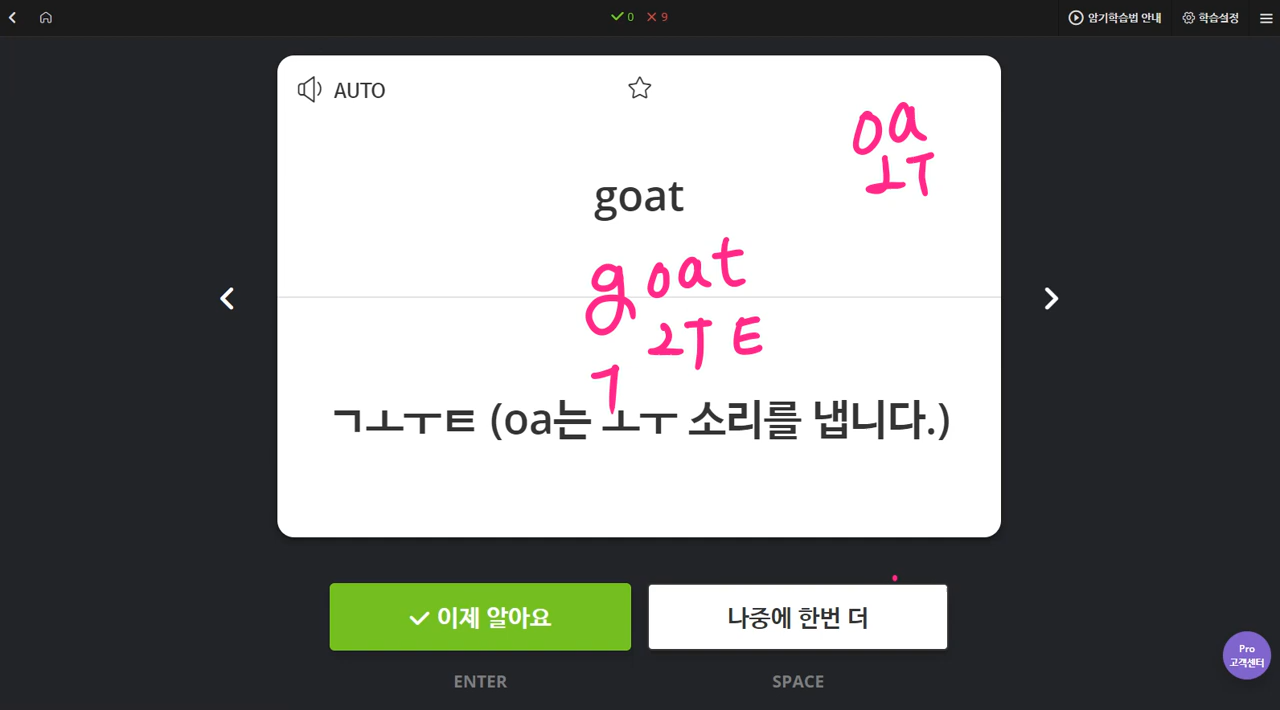 0 9 암기학습법 안내 학습설정
AUTO
oa
ㅗㅜ
goat
goat
ㅗㅜ ㅌ
ㄱ
ㄱㅗㅜㅌ (oa는 ㅗㅜ 소리를 냅니다.)
이제 알아요 나중에 한번 더
Pro
고객센터
ENTER SPACE